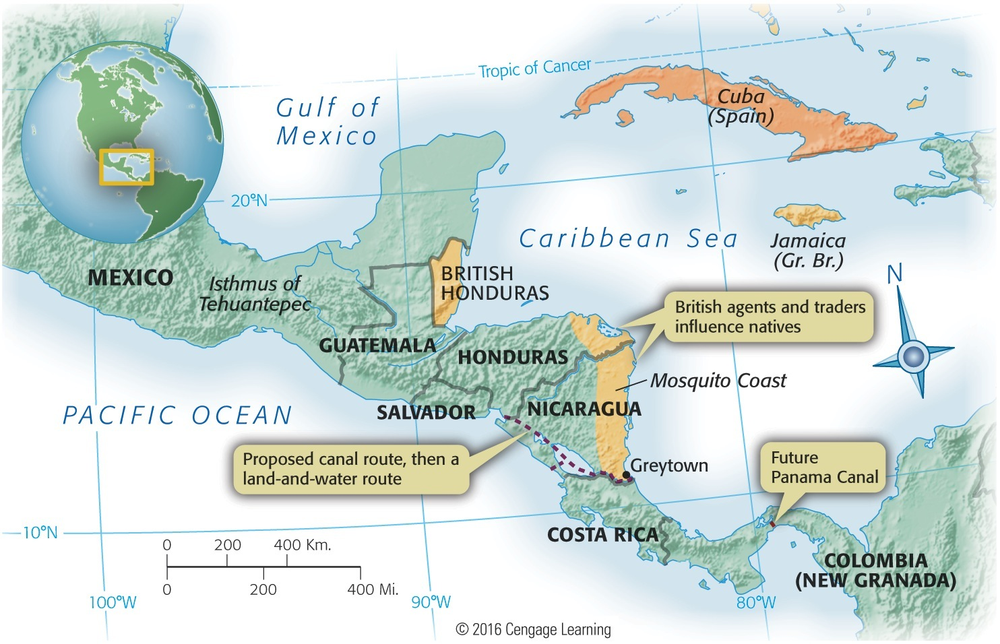 Tropic of Cancer
Gulf of
Mexico
Cuba
(Spain)
20°N
Caribbean Sea
Jamaica
(Gr. Br.)
MEXICO
Isthmus of
Tehuantepec
BRITISH
HONDURAS
N
British agents and traders
influence natives
GUATEMALA
HONDURAS
Mosquito Coast
PACIFIC OCEAN
SALVADOR
NICARAGUA
Proposed canal route, then a
land-and-water route
Greytown
Future
Panama Canal
10°N
COSTA RICA
0 200 400 Km.
0 200 400 Mi.
COLOMBIA
(NEW GRANADA)
100°W
90°W
80°W
© 2016 Cengage Learning